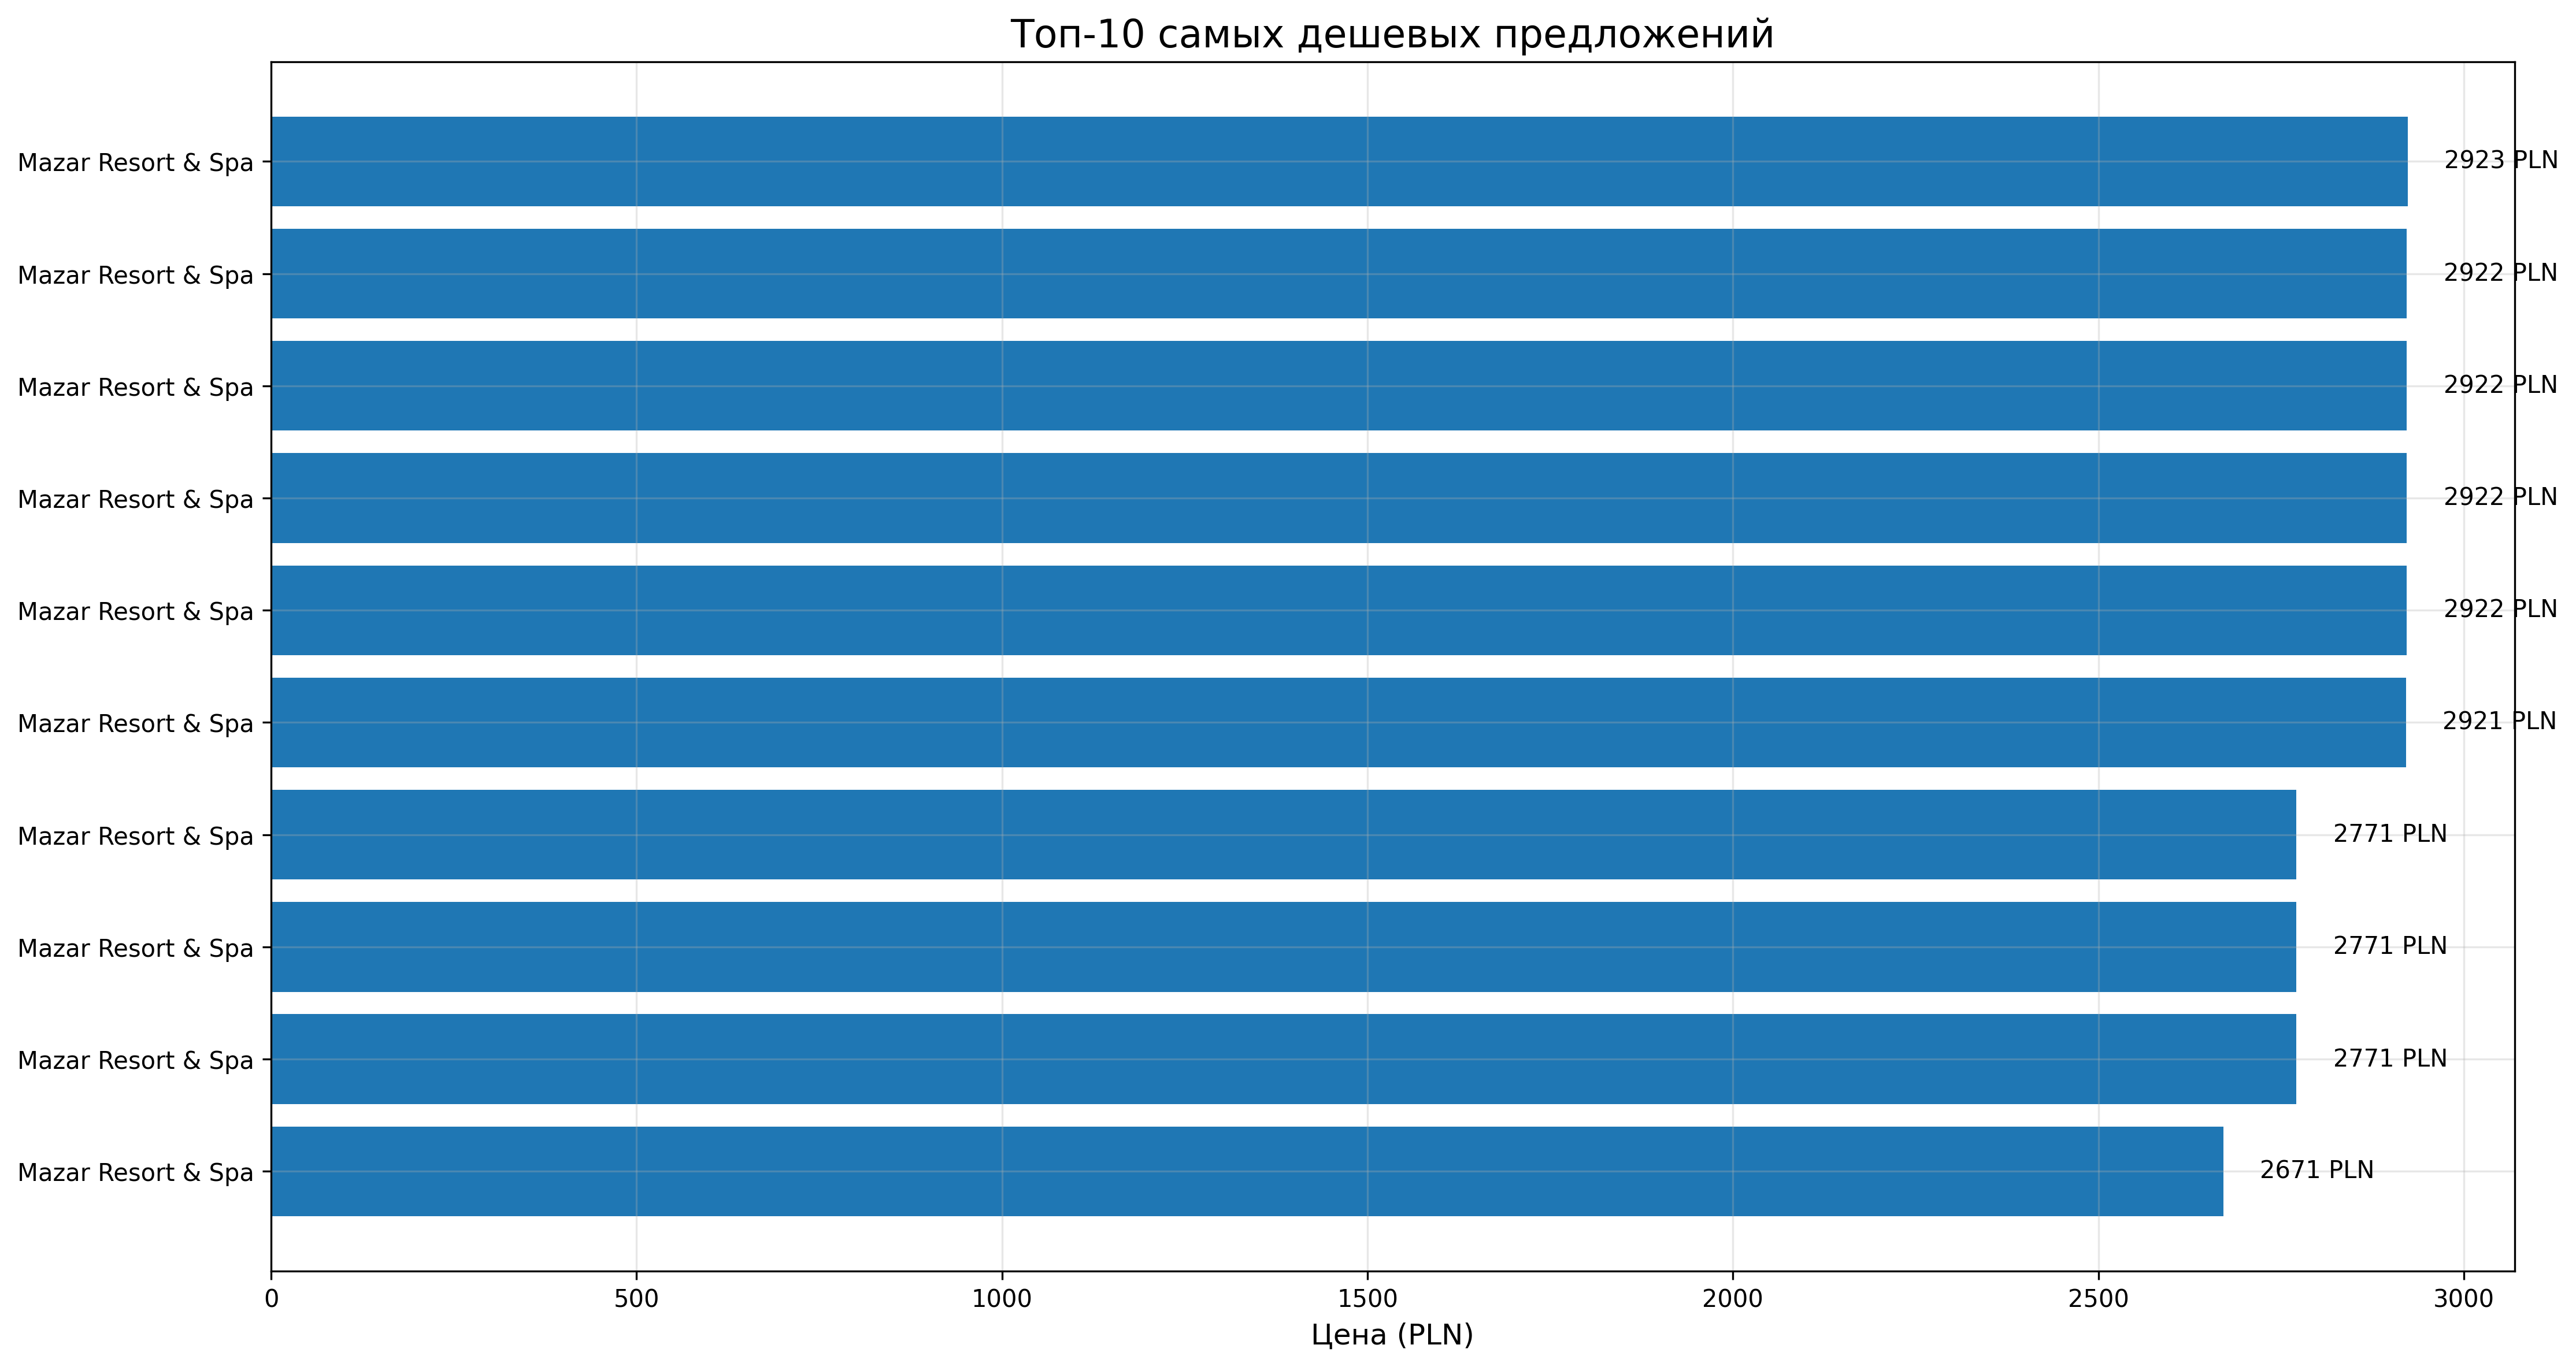 Топ-10 самых дешевых предложений
Mazar Resort & Spa 2923 PLN
Mazar Resort & Spa 2922 PLN
Mazar Resort & Spa 2922 PLN
Mazar Resort & Spa 2922 PLN
Mazar Resort & Spa 2922 PLN
Mazar Resort & Spa 2921 PLN
Mazar Resort & Spa 2771 PLN
Mazar Resort & Spa 2771 PLN
Mazar Resort & Spa 2771 PLN
Mazar Resort & Spa 2671 PLN
0 500 1000 1500 2000 2500 3000
Цена (PLN)